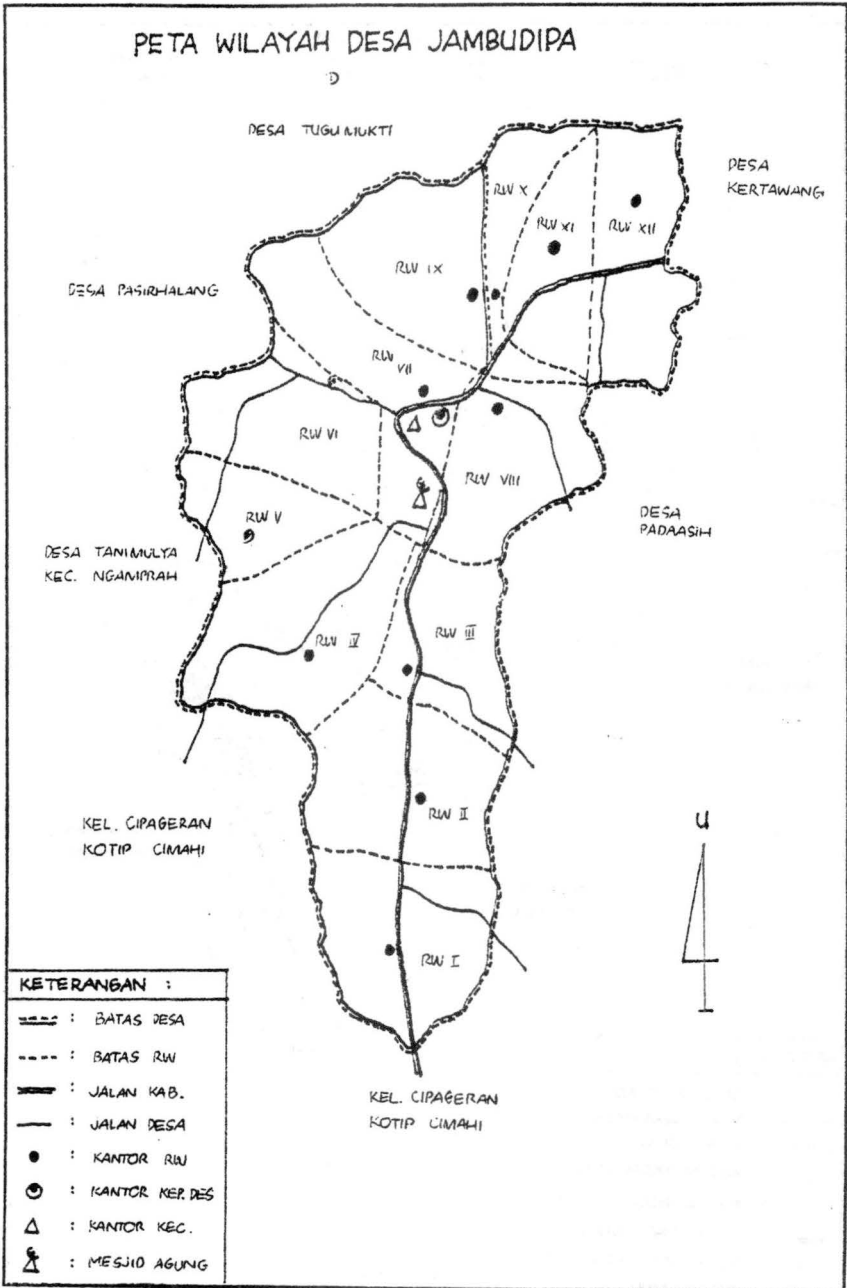 PETA WILAYAH DESA JAMBUDIPA
DESA TUGU MUKTI
DESA
KERTAWANG
RW X
RW XI
RW XII
RW IX
DESA PASIRHALANG
RW
VII
RW VI
RW VIII
RW V
DESA
PADAASIH
DESA TANIMULYA
KEC. NGAMPRAH
RW IV
RW III
KEL. CIPAGERAN
KOTIP CIMAHI
RW II
U
RW I
KETERANGAN :
: BATAS DESA
: BATAS RW
: JALAN KAB.
: JALAN DESA
: KANTOR RW
: KANTOR KEP. DES
: KANTOR KEC.
: MESJID AGUNG
KEL. CIPAGERAN
KOTIP CIMAHI